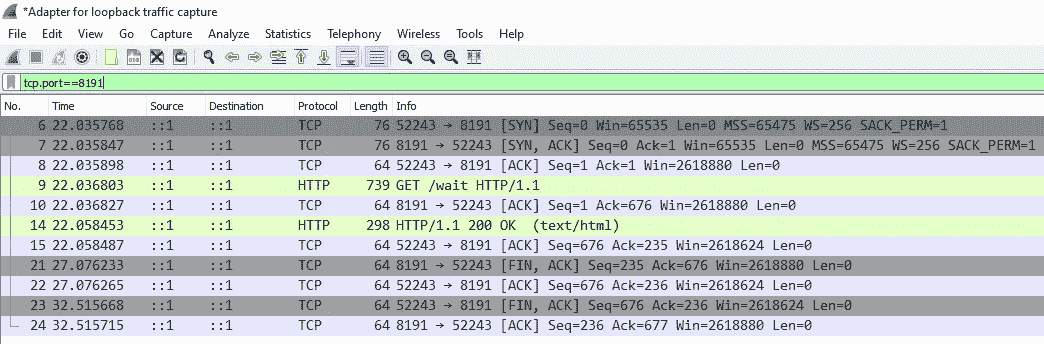 *Adapter for loopback traffic capture
File Edit View Go Capture Analyze Statistics Telephony Wireless Tools Help
tcp.port==8191
No. Time Source Destination Protocol Length Info
6 22.035768 ::1 ::1 TCP 76 52243 → 8191 [SYN] Seq=0 Win=65535 Len=0 MSS=65475 WS=256 SACK_PERM=1
7 22.035847 ::1 ::1 TCP 76 8191 → 52243 [SYN, ACK] Seq=0 Ack=1 Win=65535 Len=0 MSS=65475 WS=256 SACK_PERM=1
8 22.035898 ::1 ::1 TCP 64 52243 → 8191 [ACK] Seq=1 Ack=1 Win=2618880 Len=0
9 22.036803 ::1 ::1 HTTP 739 GET /wait HTTP/1.1
10 22.036827 ::1 ::1 TCP 64 8191 → 52243 [ACK] Seq=1 Ack=676 Win=2618880 Len=0
14 22.058453 ::1 ::1 HTTP 298 HTTP/1.1 200 OK (text/html)
15 22.058487 ::1 ::1 TCP 64 52243 → 8191 [ACK] Seq=676 Ack=235 Win=2618624 Len=0
21 27.076233 ::1 ::1 TCP 64 8191 → 52243 [FIN, ACK] Seq=235 Ack=676 Win=2618880 Len=0
22 27.076265 ::1 ::1 TCP 64 52243 → 8191 [ACK] Seq=676 Ack=236 Win=2618624 Len=0
23 32.515668 ::1 ::1 TCP 64 52243 → 8191 [FIN, ACK] Seq=676 Ack=236 Win=2618624 Len=0
24 32.515715 ::1 ::1 TCP 64 8191 → 52243 [ACK] Seq=236 Ack=677 Win=2618880 Len=0